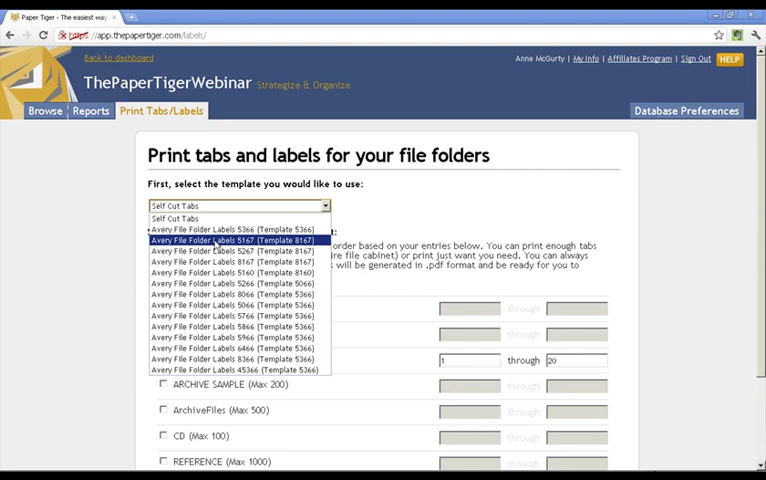 Paper Tiger - The easiest way
https://app.thepapertiger.com/labels/
Back to dashboard
Anne McGurty | My Info | Affiliates Program | Sign Out
HELP
ThePaperTigerWebinar Strategize & Organize
Browse Reports Print Tabs/Labels Database Preferences
Print tabs and labels for your file folders
First, select the template you would like to use:
Self Cut Tabs
Self Cut Tabs
Avery File Folder Labels 5366 (Template 5366)
Avery File Folder Labels 5167 (Template 8167)
Avery File Folder Labels 5267 (Template 8167)
Avery File Folder Labels 8167 (Template 8167)
Avery File Folder Labels 5160 (Template 8160)
Avery File Folder Labels 5266 (Template 5066)
Avery File Folder Labels 8066 (Template 5366)
Avery File Folder Labels 5066 (Template 5366)
Avery File Folder Labels 5766 (Template 5366)
Avery File Folder Labels 5866 (Template 5366)
Avery File Folder Labels 5966 (Template 5366)
Avery File Folder Labels 6466 (Template 5366)
Avery File Folder Labels 8366 (Template 5366)
Avery File Folder Labels 45366 (Template 5366)
order based on your entries below. You can print enough tabs
file cabinet) or print just want you need. You can always
will be generated in .pdf format and be ready for you to
through
through
1 through 20
ARCHIVE SAMPLE (Max 200) through
ArchiveFiles (Max 500) through
CD (Max 100) through
REFERENCE (Max 1000) through